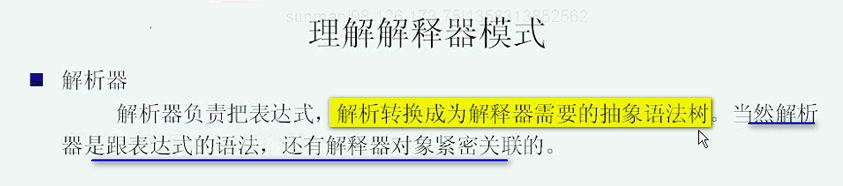 理解解释器模式
解析器
解析器负责把表达式，解析转换成为解释器需要的抽象语法树。当然解析
器是跟表达式的语法，还有解释器对象紧密关联的。